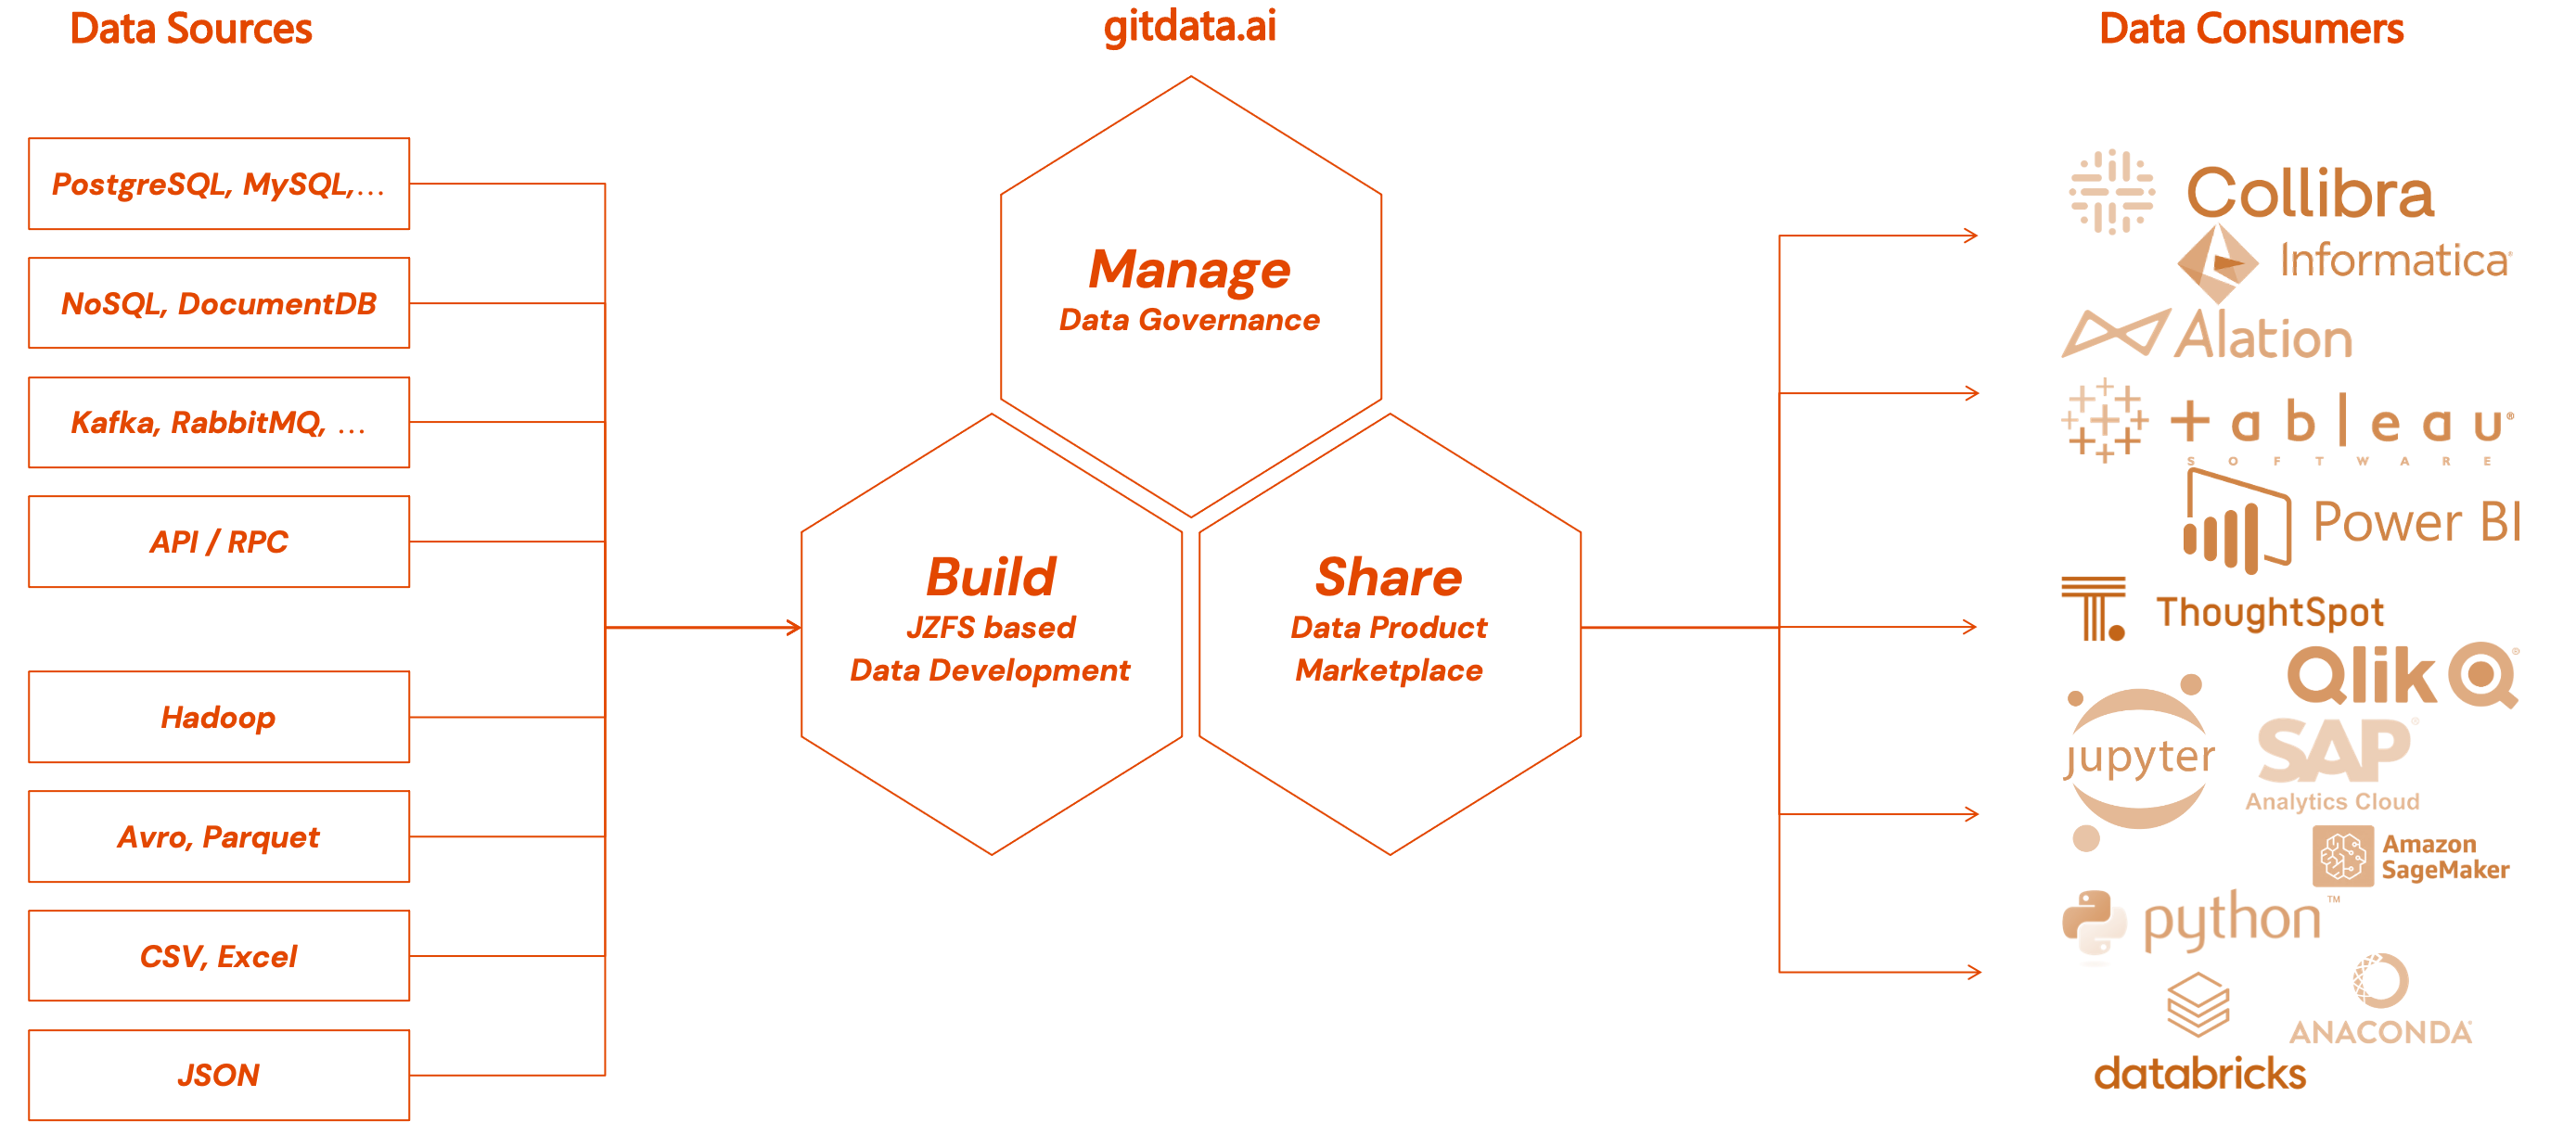 Data Sources
gitdata.ai
Data Consumers
PostgreSQL, MySQL,...
NoSQL, DocumentDB
Kafka, RabbitMQ, ...
API / RPC
Hadoop
Avro, Parquet
CSV, Excel
JSON
Manage
Data Governance
Build
JZFS based
Data Development
Share
Data Product
Marketplace
Collibra
Informatica®
Alation
+ableau®
SOFTWARE
Power BI
ThoughtSpot
Qlik Q®
jupyter
SAP®
Analytics Cloud
Amazon
SageMaker
python™
ANACONDA®
databricks